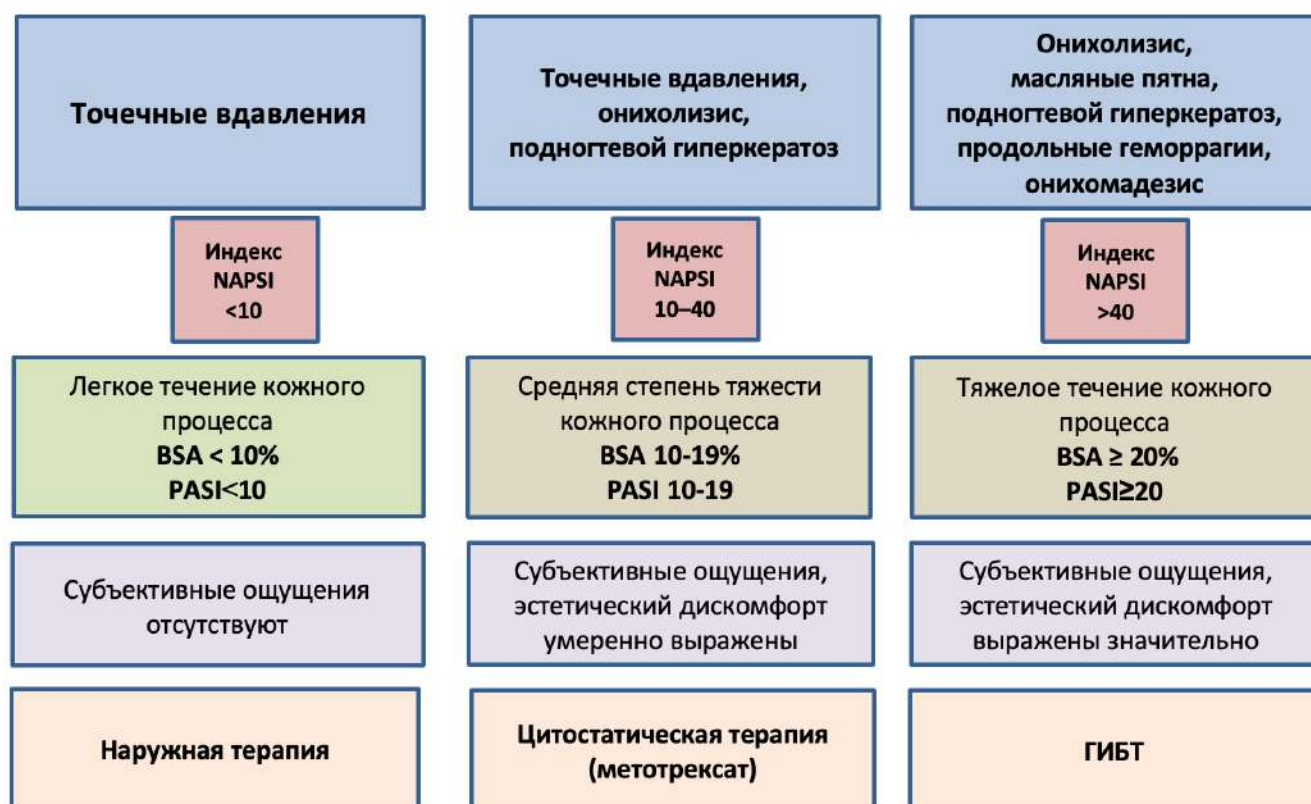 Точечные вдавления
Индекс
NAPSI
<10
Легкое течение кожного
процесса
BSA < 10%
PASI<10
Субъективные ощущения
отсутствуют
Наружная терапия
Точечные вдавления,
онихолизис,
подногтевой гиперкератоз
Индекс
NAPSI
10–40
Средняя степень тяжести
кожного процесса
BSA 10-19%
PASI 10-19
Субъективные ощущения,
эстетический дискомфорт
умеренно выражены
Цитостатическая терапия
(метотрексат)
Онихолизис,
масляные пятна,
подногтевой гиперкератоз,
продольные геморрагии,
онихомадезис
Индекс
NAPSI
>40
Тяжелое течение кожного
процесса
BSA ≥ 20%
PASI≥20
Субъективные ощущения,
эстетический дискомфорт
выражены значительно
ГИБТ